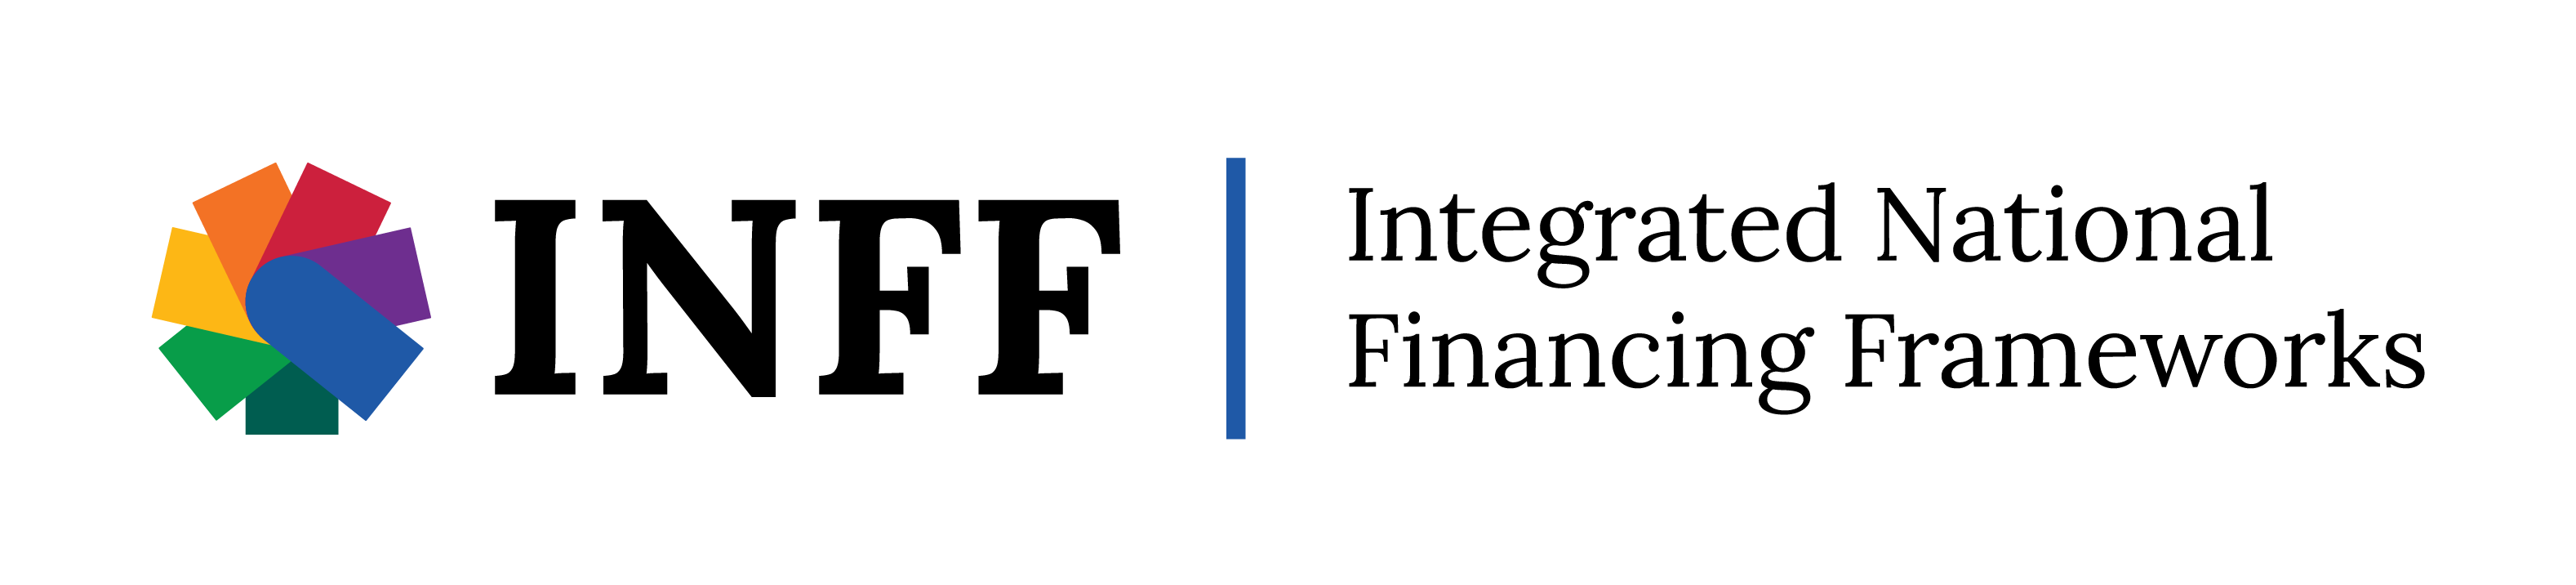 INFF
Integrated National
Financing Frameworks